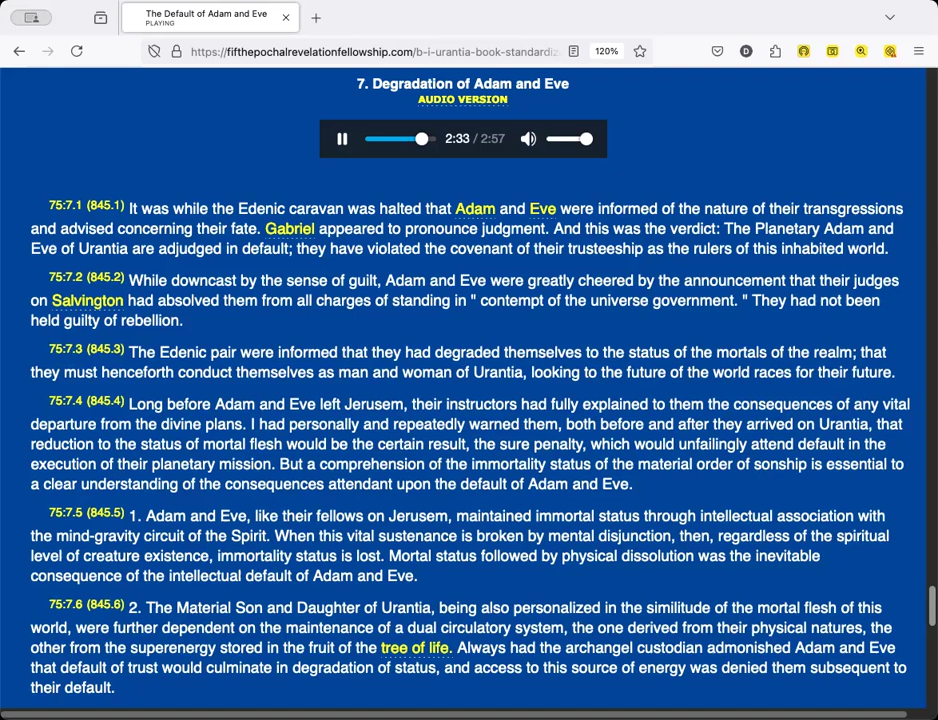 The Default of Adam and Eve
PLAYING
https://fifthepochalrevelationfellowship.com/b-i-urantia-book-standardiz
120%
7. Degradation of Adam and Eve
AUDIO VERSION
2:33 / 2:57
75:7.1 (845.1) It was while the Edenic caravan was halted that Adam and Eve were informed of the nature of their transgressions
and advised concerning their fate. Gabriel appeared to pronounce judgment. And this was the verdict: The Planetary Adam and
Eve of Urantia are adjudged in default; they have violated the covenant of their trusteeship as the rulers of this inhabited world.
75:7.2 (845.2) While downcast by the sense of guilt, Adam and Eve were greatly cheered by the announcement that their judges
on Salvington had absolved them from all charges of standing in " contempt of the universe government. " They had not been
held guilty of rebellion.
75:7.3 (845.3) The Edenic pair were informed that they had degraded themselves to the status of the mortals of the realm; that
they must henceforth conduct themselves as man and woman of Urantia, looking to the future of the world races for their future.
75:7.4 (845.4) Long before Adam and Eve left Jerusem, their instructors had fully explained to them the consequences of any vital
departure from the divine plans. I had personally and repeatedly warned them, both before and after they arrived on Urantia, that
reduction to the status of mortal flesh would be the certain result, the sure penalty, which would unfailingly attend default in the
execution of their planetary mission. But a comprehension of the immortality status of the material order of sonship is essential to
a clear understanding of the consequences attendant upon the default of Adam and Eve.
75:7.5 (845.5) 1. Adam and Eve, like their fellows on Jerusem, maintained immortal status through intellectual association with
the mind-gravity circuit of the Spirit. When this vital sustenance is broken by mental disjunction, then, regardless of the spiritual
level of creature existence, immortality status is lost. Mortal status followed by physical dissolution was the inevitable
consequence of the intellectual default of Adam and Eve.
75:7.6 (845.6) 2. The Material Son and Daughter of Urantia, being also personalized in the similitude of the mortal flesh of this
world, were further dependent on the maintenance of a dual circulatory system, the one derived from their physical natures, the
other from the superenergy stored in the fruit of the tree of life. Always had the archangel custodian admonished Adam and Eve
that default of trust would culminate in degradation of status, and access to this source of energy was denied them subsequent to
their default.